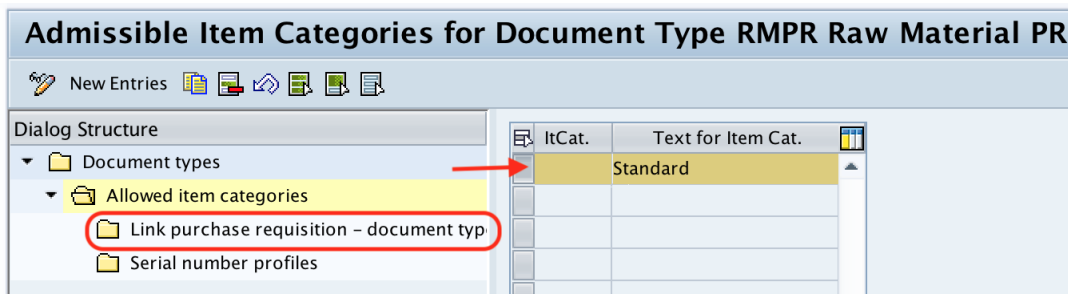 Admissible Item Categories for Document Type RMPR Raw Material PR
New Entries
Dialog Structure
Document types
Allowed item categories
Link purchase requisition – document typ
Serial number profiles
ItCat. Text for Item Cat.
Standard